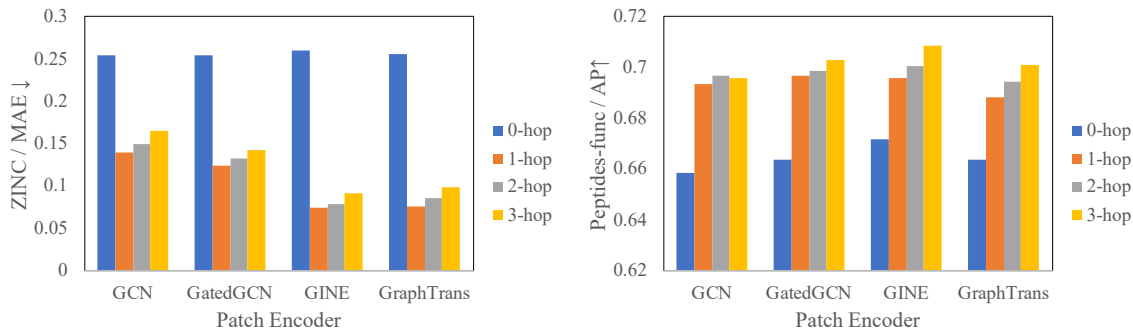 ZINC / MAE ↓
0.3
0.25
0.2
0.15
0.1
0.05
0
GCN
GatedGCN
GINE
GraphTrans
Patch Encoder
0-hop
1-hop
2-hop
3-hop
Peptides-func / AP↑
0.72
0.7
0.68
0.66
0.64
0.62
GCN
GatedGCN
GINE
GraphTrans
Patch Encoder
0-hop
1-hop
2-hop
3-hop